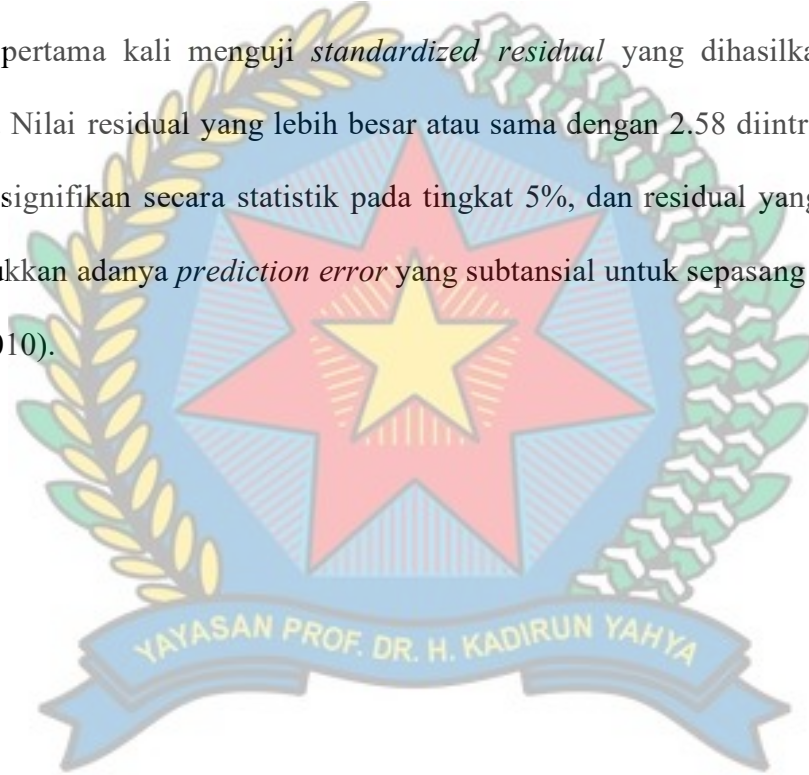 pertama kali menguji standardized residual yang dihasilka
Nilai residual yang lebih besar atau sama dengan 2.58 diintr
signifikan secara statistik pada tingkat 5%, dan residual yang
ukkan adanya prediction error yang subtansial untuk sepasang
010).
YAYASAN PROF. DR. H. KADIRUN YAHYA